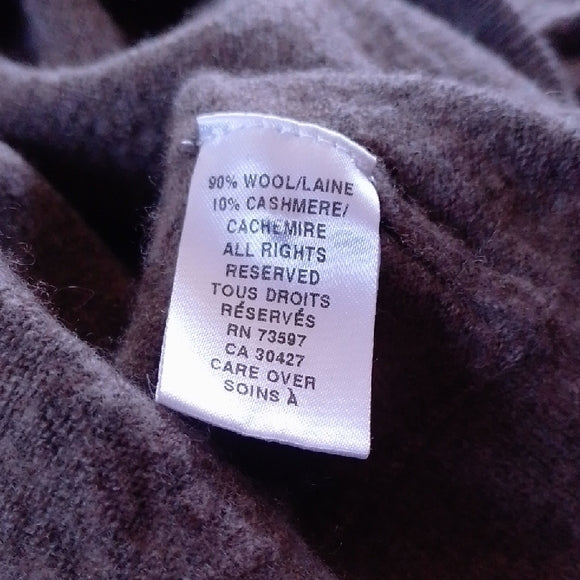 90% WOOL/LAINE
10% CASHMERE/
CACHEMIRE
ALL RIGHTS
RESERVED
TOUS DROITS
RÉSERVÉS
RN 73597
CA 30427
CARE OVER
SOINS À